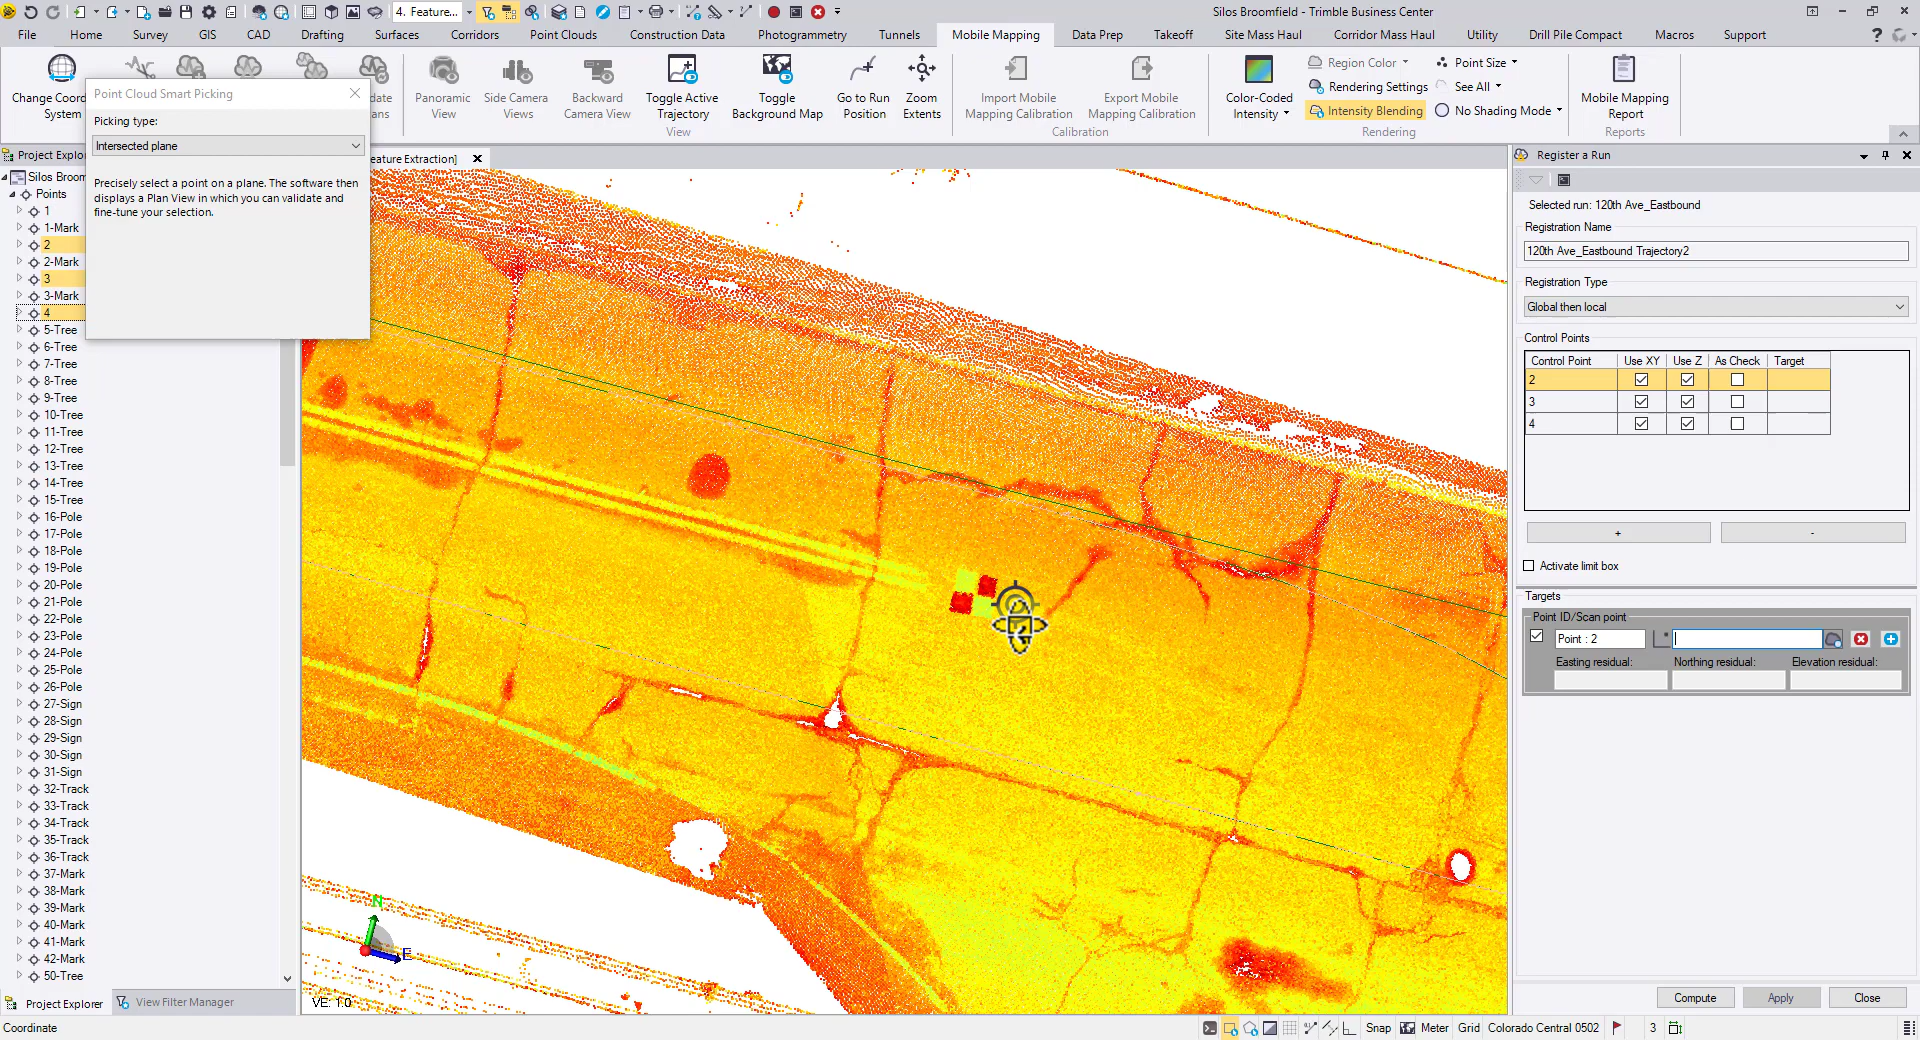 4. Feature...
Silos Broomfield - Trimble Business Center
File
Home
Survey
GIS
CAD
Drafting
Surfaces
Corridors
Point Clouds
Construction Data
Photogrammetry
Tunnels
Mobile Mapping
Data Prep
Takeoff
Site Mass Haul
Corridor Mass Haul
Utility
Drill Pile Compact
Macros
Support
Change Coord
System
Panoramic
View
Side Camera
Views
Backward
Camera View
Toggle Active
Trajectory
Toggle
Background Map
Go to Run
Position
Zoom
Extents
View
Import Mobile
Mapping Calibration
Export Mobile
Mapping Calibration
Calibration
Color-Coded
Intensity
Region Color
Rendering Settings
Intensity Blending
Point Size
See All
No Shading Mode
Rendering
Mobile Mapping
Report
Reports
Point Cloud Smart Picking
Picking type:
Intersected plane
Precisely select a point on a plane. The software then
displays a Plan View in which you can validate and
fine-tune your selection.
Project Explor
Silos Broom
Points
1
1-Mark
2
2-Mark
3
3-Mark
4
5-Tree
6-Tree
7-Tree
8-Tree
9-Tree
10-Tree
11-Tree
12-Tree
13-Tree
14-Tree
15-Tree
16-Pole
17-Pole
18-Pole
19-Pole
20-Pole
21-Pole
22-Pole
23-Pole
24-Pole
25-Pole
26-Pole
27-Sign
28-Sign
29-Sign
30-Sign
31-Sign
32-Track
33-Track
34-Track
35-Track
36-Track
37-Mark
38-Mark
39-Mark
40-Mark
41-Mark
42-Mark
50-Tree
Project Explorer
View Filter Manager
eature Extraction]
N
E
VE: 1.0
Register a Run
Selected run: 120th Ave_Eastbound
Registration Name
120th Ave_Eastbound Trajectory2
Registration Type
Global then local
Control Points
Control Point Use XY Use Z As Check Target
2
3
4
+
-
Activate limit box
Targets
Point ID/Scan point
Point : 2
Easting residual: Northing residual: Elevation residual:
Compute
Apply
Close
Coordinate
Snap
Meter
Grid
Colorado Central 0502
3